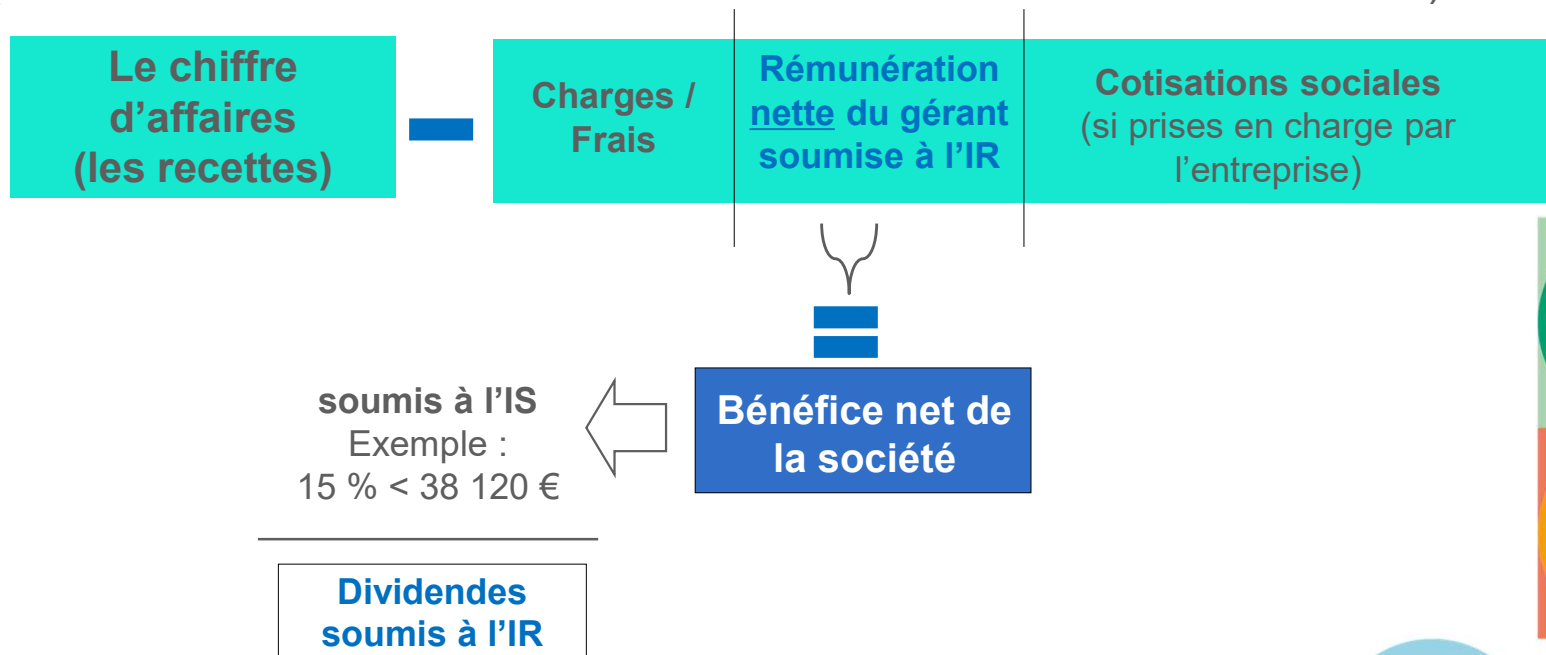 Le chiffre
d’affaires
(les recettes)
Charges /
Frais
Rémunération
nette du gérant
soumise à l’IR
Cotisations sociales
(si prises en charge par
l’entreprise)
soumis à l’IS
Exemple :
15 % < 38 120 €
Bénéfice net de
la société
Dividendes
soumis à l’IR